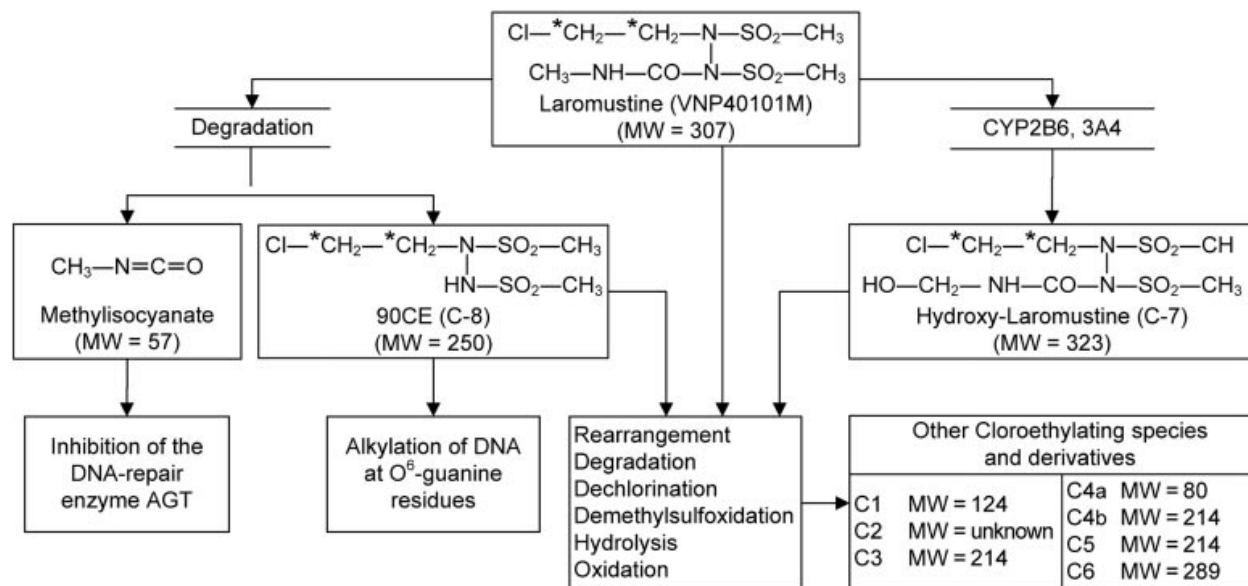 Cl—*CH₂—*CH₂—N—SO₂—CH₃
CH₃—NH—CO—N—SO₂—CH₃
Laromustine (VNP40101M)
(MW = 307)
Degradation
CYP2B6, 3A4
CH₃—N=C=O
Methylisocyanate
(MW = 57)
Cl—*CH₂—*CH₂—N—SO₂—CH₃
HN—SO₂—CH₃
90CE (C-8)
(MW = 250)
Cl—*CH₂—*CH₂—N—SO₂—CH
HO—CH₂—NH—CO—N—SO₂—CH₃
Hydroxy-Laromustine (C-7)
(MW = 323)
Inhibition of the
DNA-repair
enzyme AGT
Alkylation of DNA
at O⁶-guanine
residues
Rearrangement
Degradation
Dechlorination
Demethylsulfoxidation
Hydrolysis
Oxidation
Other Cloroethylating species
and derivatives
C1 MW = 124
C2 MW = unknown
C3 MW = 214
C4a MW = 80
C4b MW = 214
C5 MW = 214
C6 MW = 289